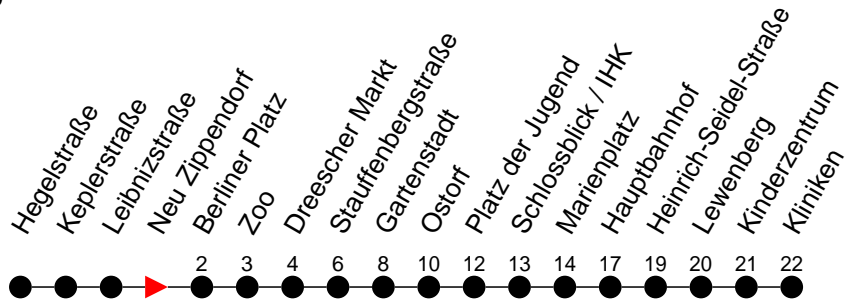 Hegelstraße
Keplerstraße
Leibnizstraße
Neu Zippendorf
Berliner Platz
Zoo
Dreescher Markt
Stauffenbergstraße
Gartenstadt
Ostorf
Platz der Jugend
Schlossblick / IHK
Marienplatz
Hauptbahnhof
Heinrich-Seidel-Straße
Lewenberg
Kinderzentrum
Kliniken
2 3 4 6 8 10 12 13 14 17 19 20 21 22